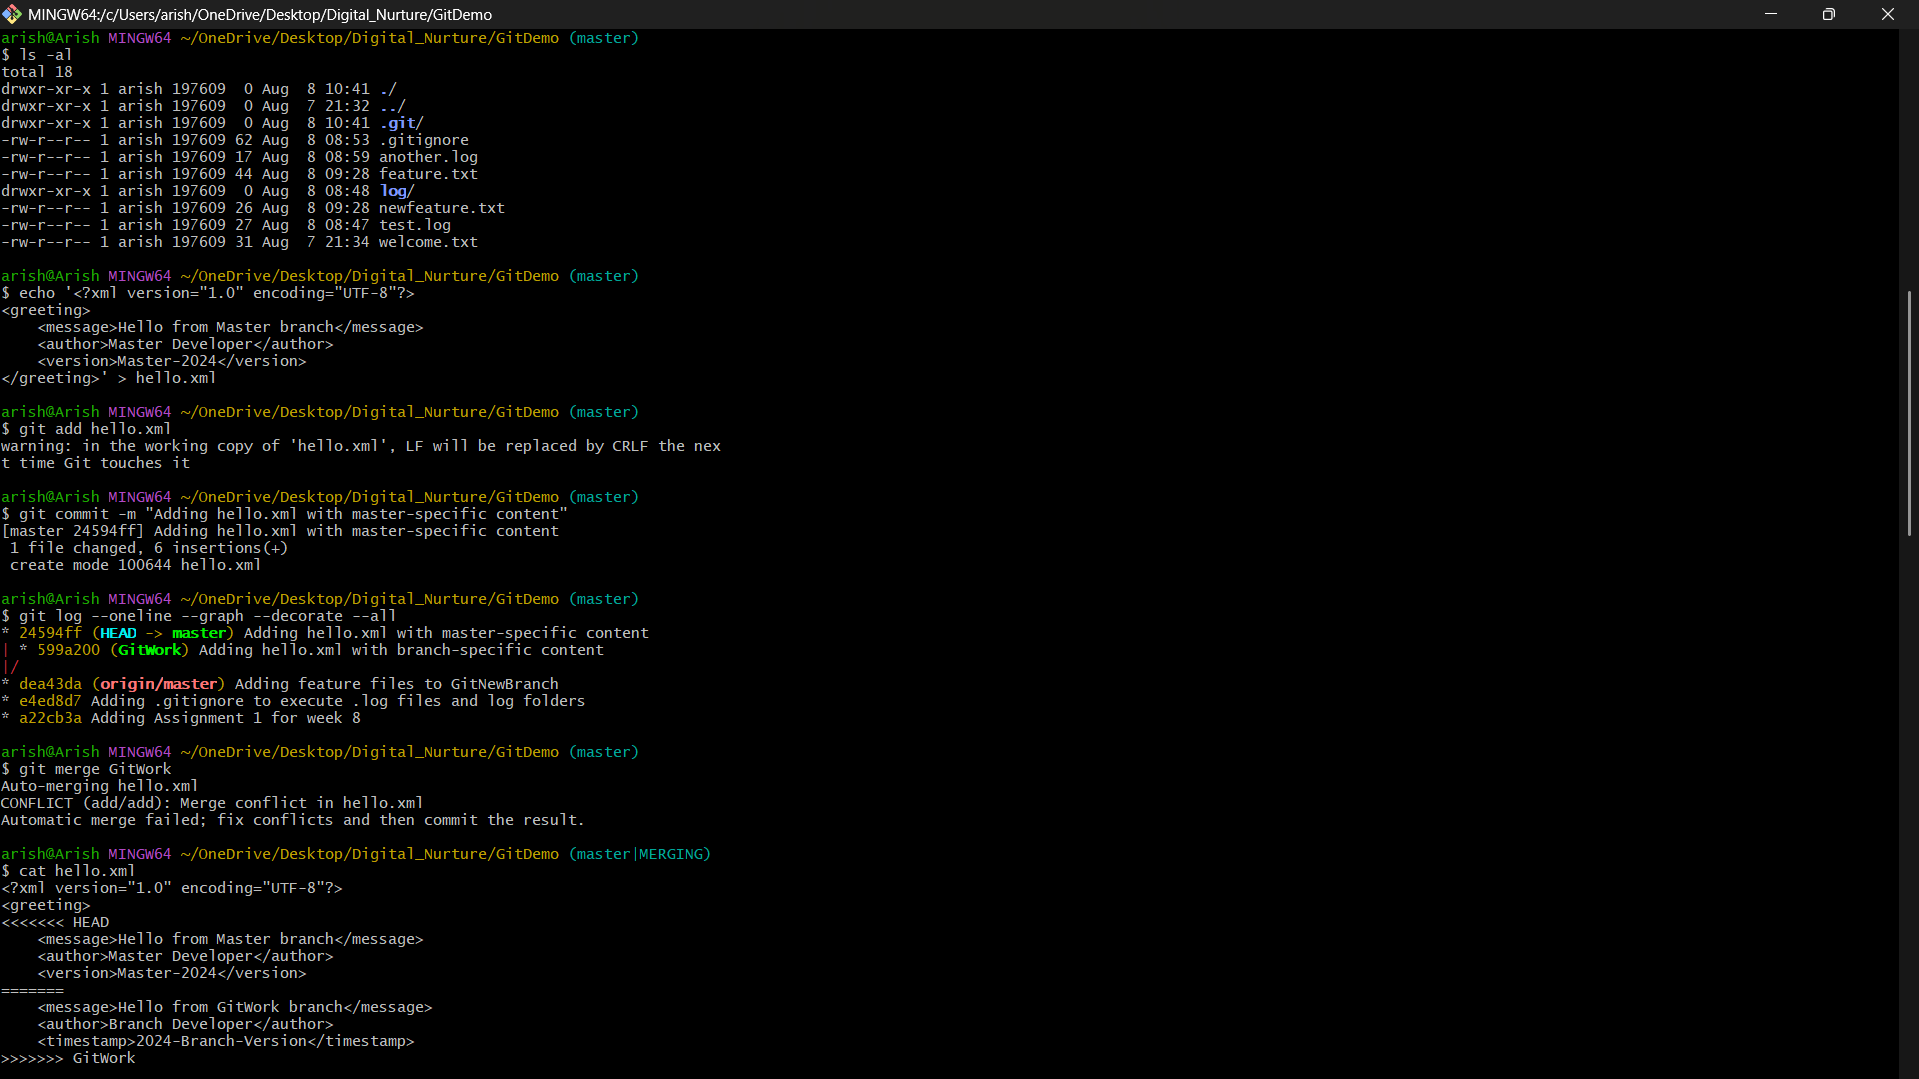 MINGW64:/c/Users/arish/OneDrive/Desktop/Digital_Nurture/GitDemo
arish@Arish MINGW64 ~/OneDrive/Desktop/Digital_Nurture/GitDemo (master)
$ ls -al
total 18
drwxr-xr-x 1 arish 197609  0 Aug  8 10:41 ./
drwxr-xr-x 1 arish 197609  0 Aug  7 21:32 ../
drwxr-xr-x 1 arish 197609  0 Aug  8 10:41 .git/
-rw-r--r-- 1 arish 197609 62 Aug  8 08:53 .gitignore
-rw-r--r-- 1 arish 197609 17 Aug  8 08:59 another.log
-rw-r--r-- 1 arish 197609 44 Aug  8 09:28 feature.txt
drwxr-xr-x 1 arish 197609  0 Aug  8 08:48 log/
-rw-r--r-- 1 arish 197609 26 Aug  8 09:28 newfeature.txt
-rw-r--r-- 1 arish 197609 27 Aug  8 08:47 test.log
-rw-r--r-- 1 arish 197609 31 Aug  7 21:34 welcome.txt
arish@Arish MINGW64 ~/OneDrive/Desktop/Digital_Nurture/GitDemo (master)
$ echo '<?xml version="1.0" encoding="UTF-8"?>
<greeting>
    <message>Hello from Master branch</message>
    <author>Master Developer</author>
    <version>Master-2024</version>
</greeting>' > hello.xml
arish@Arish MINGW64 ~/OneDrive/Desktop/Digital_Nurture/GitDemo (master)
$ git add hello.xml
warning: in the working copy of 'hello.xml', LF will be replaced by CRLF the nex
t time Git touches it
arish@Arish MINGW64 ~/OneDrive/Desktop/Digital_Nurture/GitDemo (master)
$ git commit -m "Adding hello.xml with master-specific content"
[master 24594ff] Adding hello.xml with master-specific content
 1 file changed, 6 insertions(+)
 create mode 100644 hello.xml
arish@Arish MINGW64 ~/OneDrive/Desktop/Digital_Nurture/GitDemo (master)
$ git log --oneline --graph --decorate --all
* 24594ff (HEAD -> master) Adding hello.xml with master-specific content
| * 599a200 (GitWork) Adding hello.xml with branch-specific content
|/
* dea43da (origin/master) Adding feature files to GitNewBranch
* e4ed8d7 Adding .gitignore to execute .log files and log folders
* a22cb3a Adding Assignment 1 for week 8
arish@Arish MINGW64 ~/OneDrive/Desktop/Digital_Nurture/GitDemo (master)
$ git merge GitWork
Auto-merging hello.xml
CONFLICT (add/add): Merge conflict in hello.xml
Automatic merge failed; fix conflicts and then commit the result.
arish@Arish MINGW64 ~/OneDrive/Desktop/Digital_Nurture/GitDemo (master|MERGING)
$ cat hello.xml
<?xml version="1.0" encoding="UTF-8"?>
<greeting>
<<<<<<< HEAD
    <message>Hello from Master branch</message>
    <author>Master Developer</author>
    <version>Master-2024</version>
=======
    <message>Hello from GitWork branch</message>
    <author>Branch Developer</author>
    <timestamp>2024-Branch-Version</timestamp>
>>>>>>> GitWork